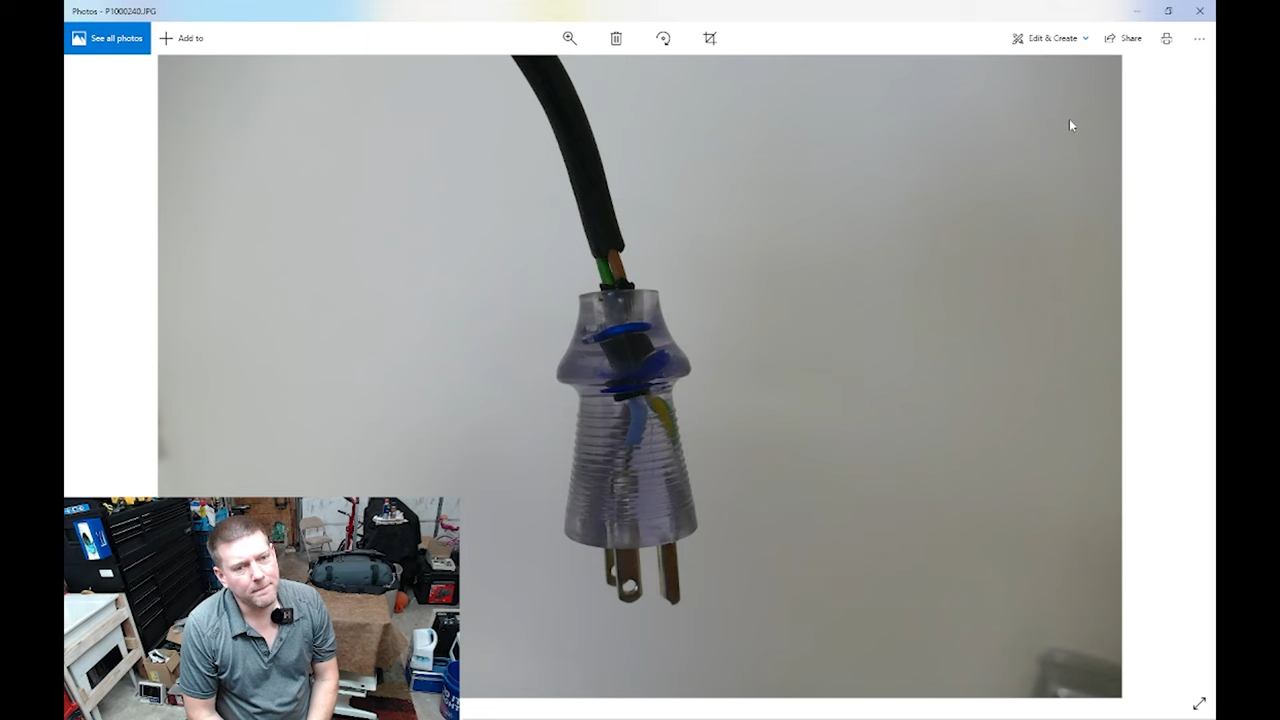 Photos - P1000240.JPG
See all photos
Add to
Edit & Create
Share